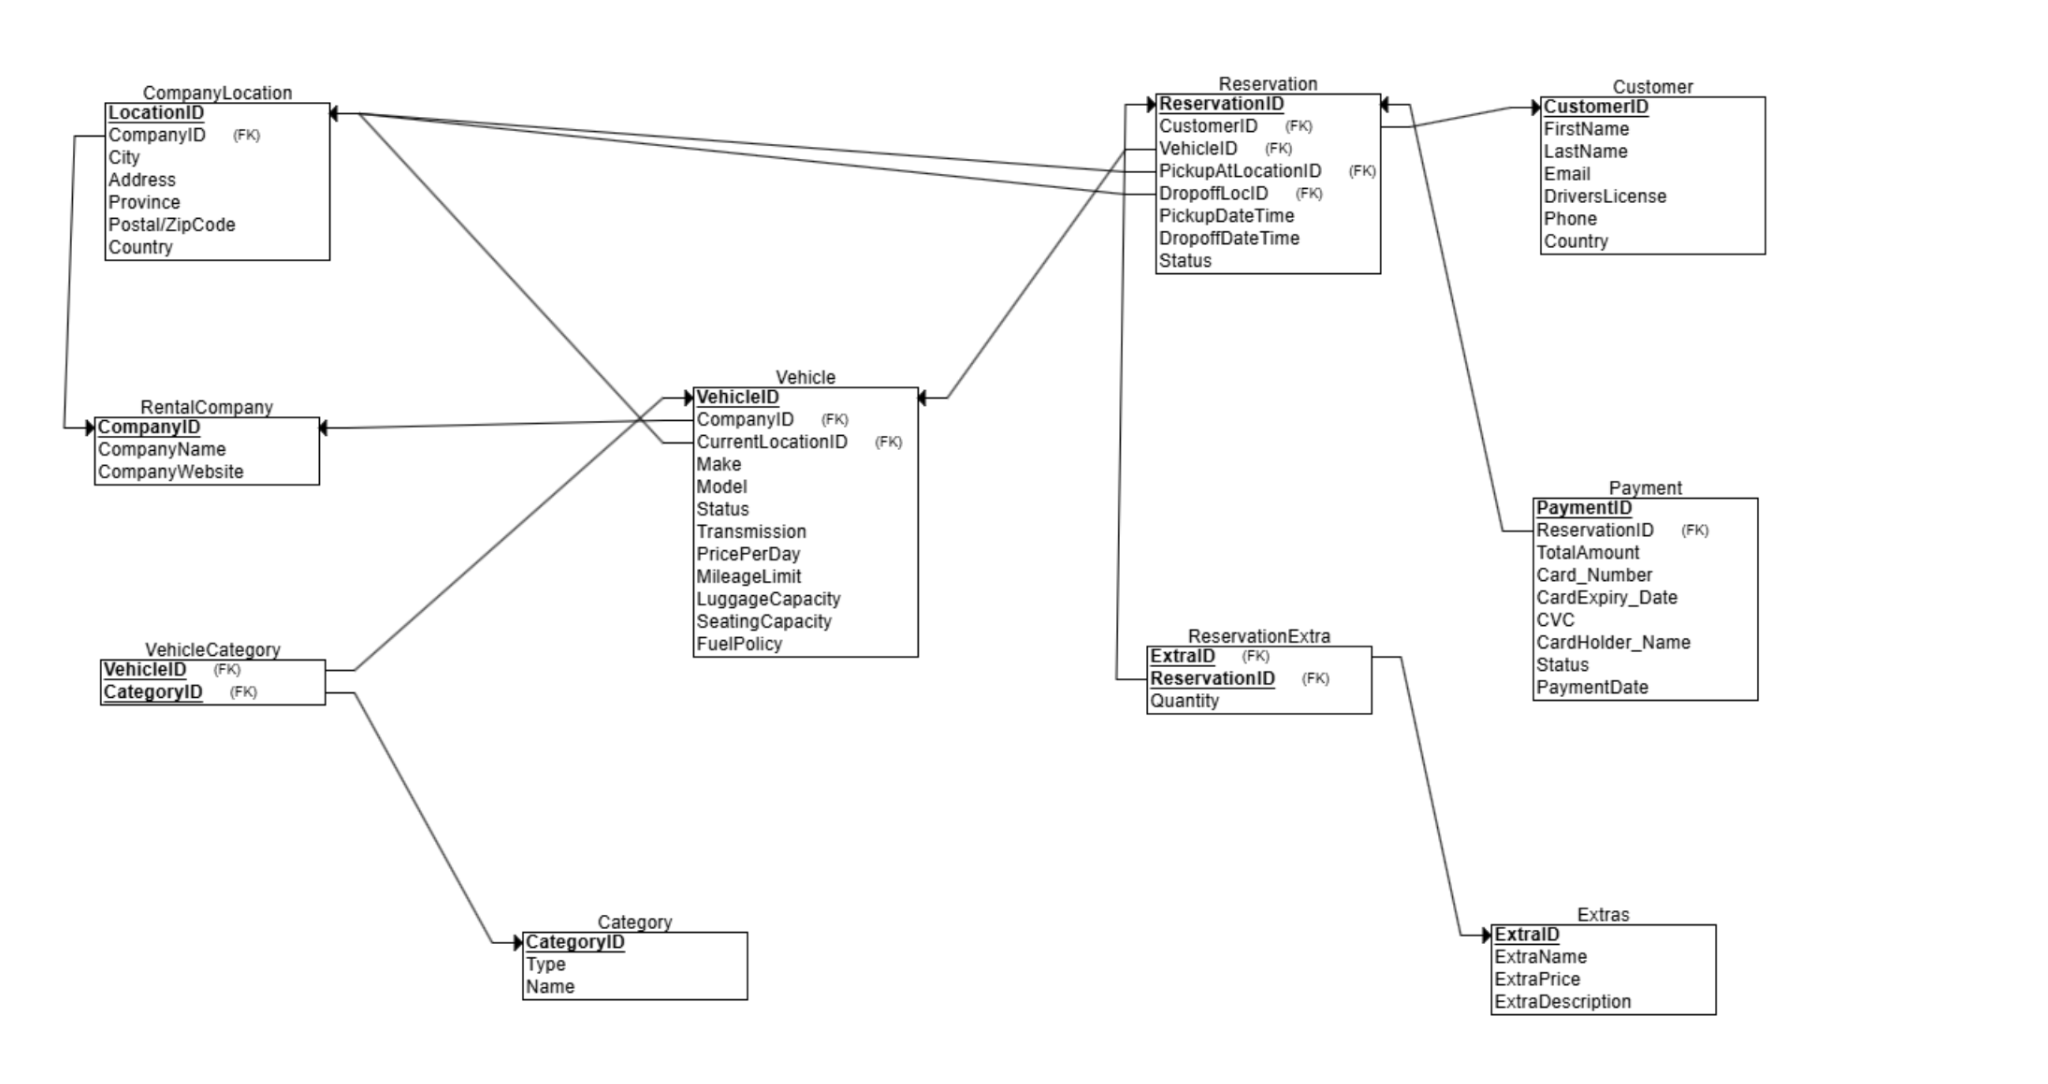 CompanyLocation
LocationID
CompanyID (FK)
City
Address
Province
Postal/ZipCode
Country
Reservation
ReservationID
CustomerID (FK)
VehicleID (FK)
PickupAtLocationID (FK)
DropoffLocID (FK)
PickupDateTime
DropoffDateTime
Status
Customer
CustomerID
FirstName
LastName
Email
DriversLicense
Phone
Country
RentalCompany
CompanyID
CompanyName
CompanyWebsite
Vehicle
VehicleID
CompanyID (FK)
CurrentLocationID (FK)
Make
Model
Status
Transmission
PricePerDay
MileageLimit
LuggageCapacity
SeatingCapacity
FuelPolicy
Payment
PaymentID
ReservationID (FK)
TotalAmount
Card_Number
CardExpiry_Date
CVC
CardHolder_Name
Status
PaymentDate
VehicleCategory
VehicleID (FK)
CategoryID (FK)
ReservationExtra
ExtraID (FK)
ReservationID (FK)
Quantity
Category
CategoryID
Type
Name
Extras
ExtraID
ExtraName
ExtraPrice
ExtraDescription